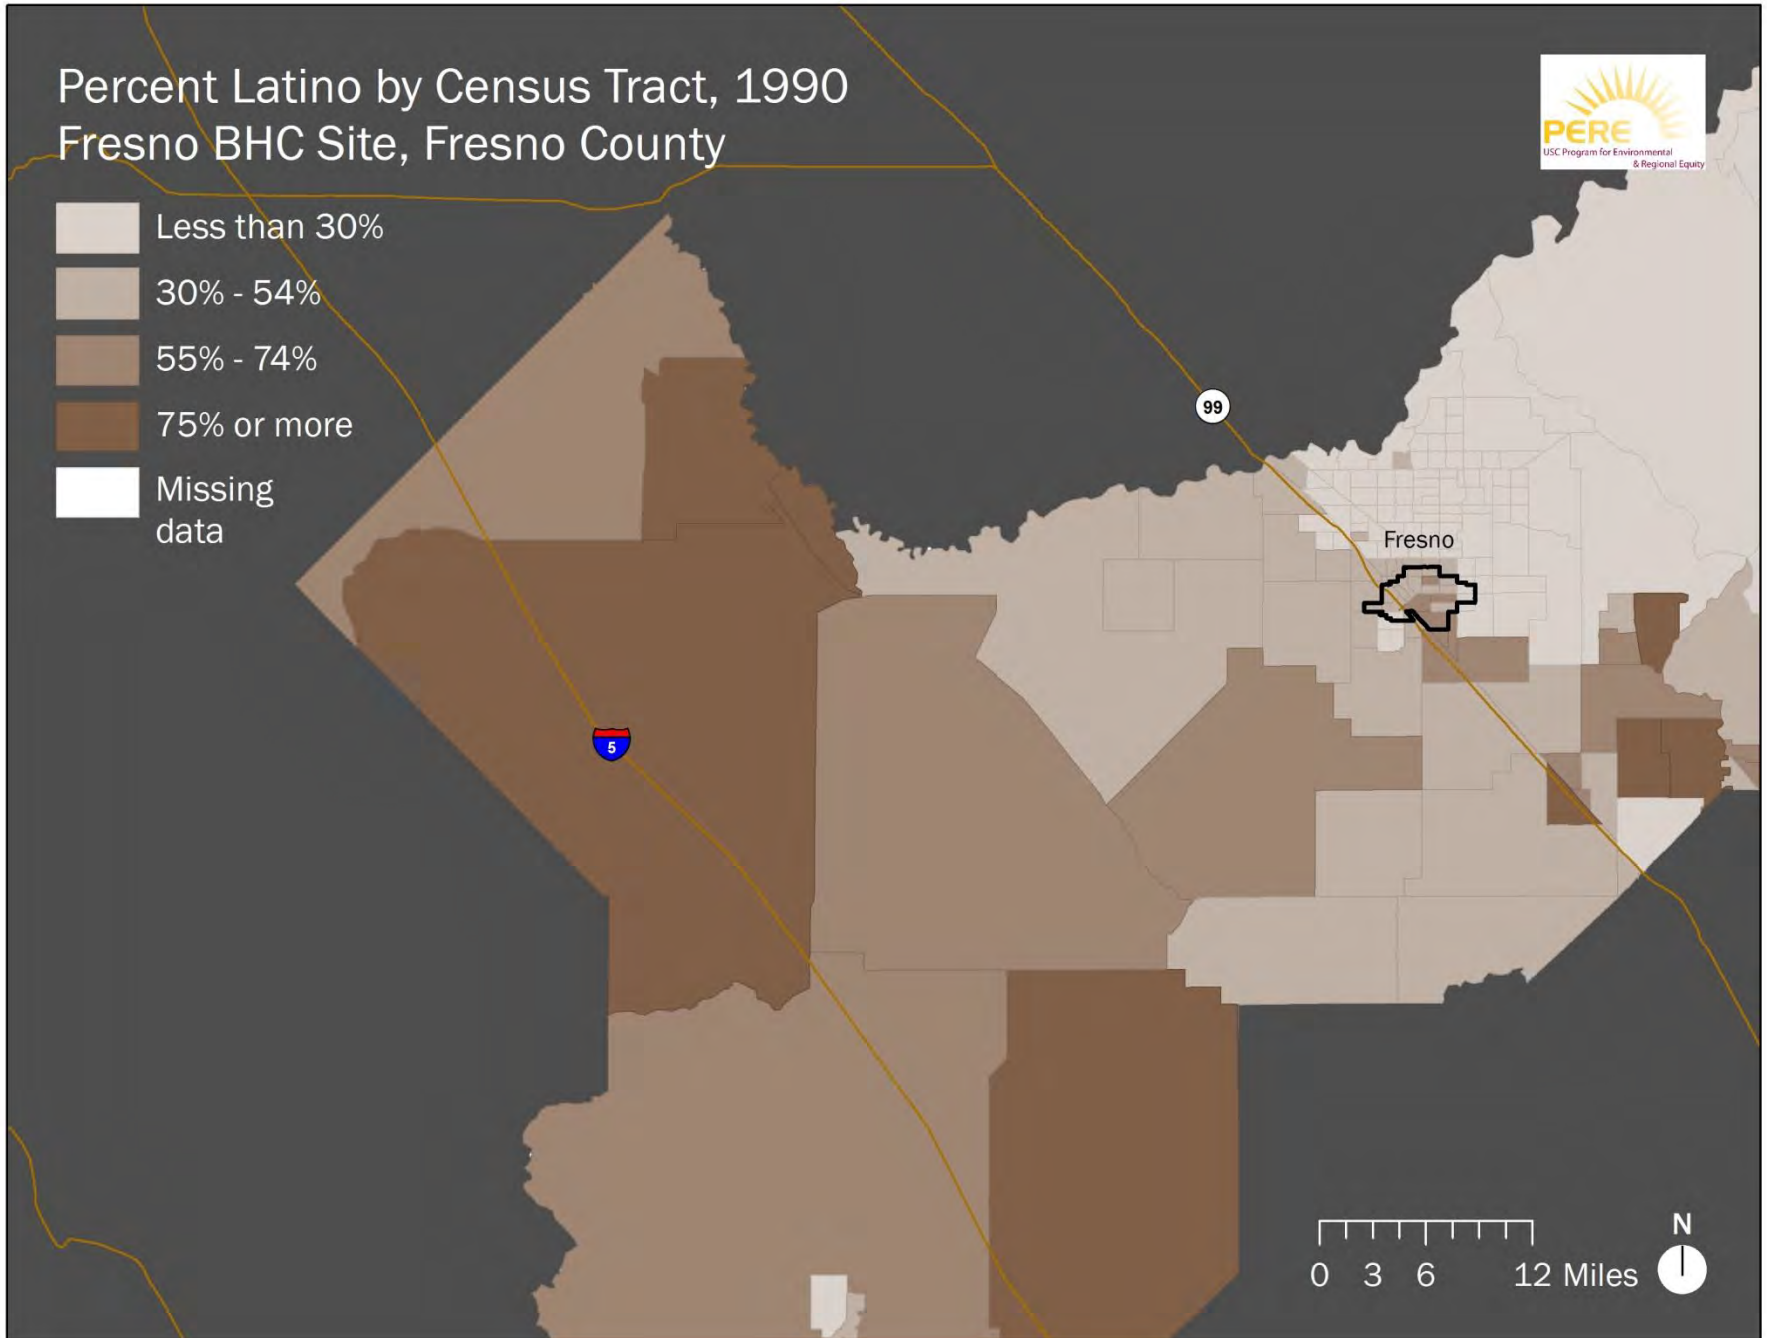 Percent Latino by Census Tract, 1990
Fresno BHC Site, Fresno County
PERE
USC Program for Environmental
& Regional Equity
Less than 30%
30% - 54%
55% - 74%
75% or more
Missing
data
99
Fresno
5
N
0 3 6 12 Miles